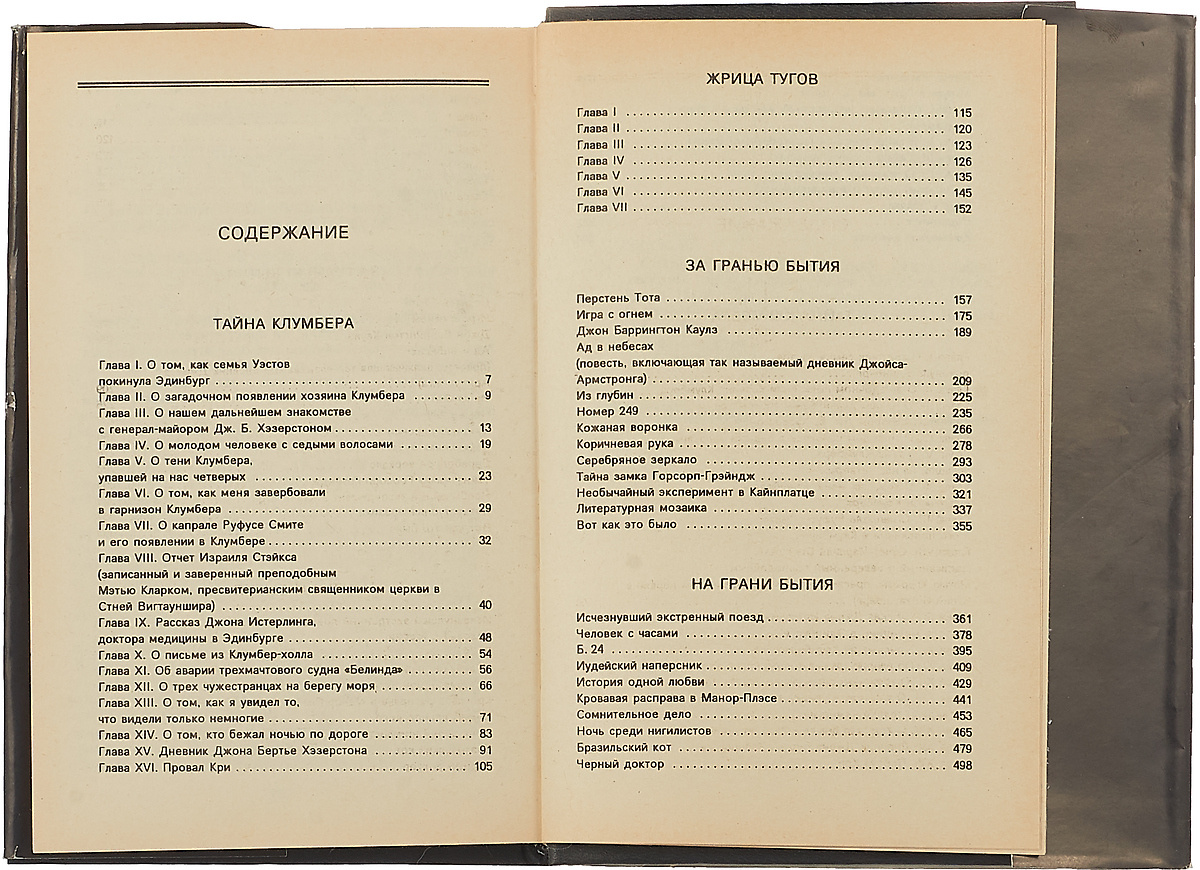 СОДЕРЖАНИЕ
ТАЙНА КЛУМБЕРА
Глава I. О том, как семья Уэстов
покинула Эдинбург ........ 7
Глава II. О загадочном появлении хозяина Клумбера ........ 9
Глава III. О нашем дальнейшем знакомстве
с генерал-майором Дж. Б. Хэзерстоном ........ 13
Глава IV. О молодом человеке с седыми волосами ........ 19
Глава V. О тени Клумбера,
упавшей на нас четверых ........ 23
Глава VI. О том, как меня завербовали
в гарнизон Клумбера ........ 29
Глава VII. О капрале Руфусе Смите
и его появлении в Клумбере ........ 32
Глава VIII. Отчет Израиля Стэйкса
(записанный и заверенный преподобным
Мэтью Кларком, пресвитерианским священником церкви в
Стней Вигтауншира) ........ 40
Глава IX. Рассказ Джона Истерлинга,
доктора медицины в Эдинбурге ........ 48
Глава X. О письме из Клумбер-холла ........ 54
Глава XI. Об аварии трехмачтового судна «Белинда» ........ 56
Глава XII. О трех чужестранцах на берегу моря ........ 66
Глава XIII. О том, как я увидел то,
что видели только немногие ........ 71
Глава XIV. О том, кто бежал ночью по дороге ........ 83
Глава XV. Дневник Джона Бертье Хэзерстона ........ 91
Глава XVI. Провал Кри ........ 105
ЖРИЦА ТУГОВ
Глава I ........ 115
Глава II ........ 120
Глава III ........ 123
Глава IV ........ 126
Глава V ........ 135
Глава VI ........ 145
Глава VII ........ 152
ЗА ГРАНЬЮ БЫТИЯ
Перстень Тота ........ 157
Игра с огнем ........ 175
Джон Баррингтон Каулз ........ 189
Ад в небесах
(повесть, включающая так называемый дневник Джойса-
Армстронга) ........ 209
Из глубин ........ 225
Номер 249 ........ 235
Кожаная воронка ........ 266
Коричневая рука ........ 278
Серебряное зеркало ........ 293
Тайна замка Горсорп-Грэйндж ........ 303
Необычайный эксперимент в Кайнплатце ........ 321
Литературная мозаика ........ 337
Вот как это было ........ 355
НА ГРАНИ БЫТИЯ
Исчезнувший экстренный поезд ........ 361
Человек с часами ........ 378
Б. 24 ........ 395
Иудейский наперсник ........ 409
История одной любви ........ 429
Кровавая расправа в Манор-Плэсе ........ 441
Сомнительное дело ........ 453
Ночь среди нигилистов ........ 465
Бразильский кот ........ 479
Черный доктор ........ 498